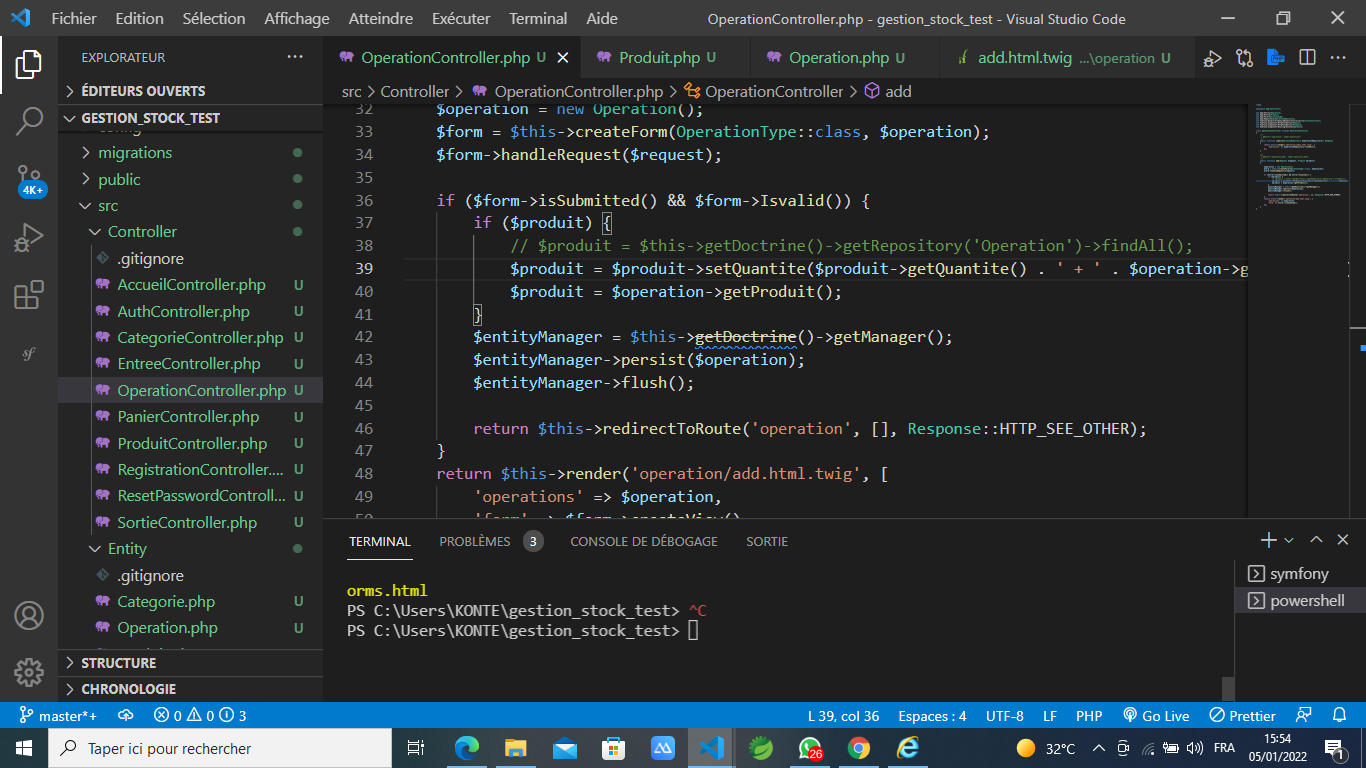 Fichier Edition Sélection Affichage Atteindre Exécuter Terminal Aide OperationController.php - gestion_stock_test - Visual Studio Code
EXPLORATEUR
OperationController.php U
Produit.php U
Operation.php U
add.html.twig ...\operation U
ÉDITEURS OUVERTS
GESTION_STOCK_TEST
src > Controller > OperationController.php > OperationController > add
migrations
public
src
Controller
.gitignore
AccueilController.php U
AuthController.php U
CategorieController.php U
EntreeController.php U
OperationController.php U
PanierController.php U
ProduitController.php U
RegistrationController.... U
ResetPasswordControll... U
SortieController.php U
Entity
.gitignore
Categorie.php U
Operation.php U
STRUCTURE
CHRONOLOGIE
4K+
32 $operation = new Operation();
33 $form = $this->createForm(OperationType::class, $operation);
34 $form->handleRequest($request);
35
36 if ($form->isSubmitted() && $form->Isvalid()) {
37 if ($produit) {
38 // $produit = $this->getDoctrine()->getRepository('Operation')->findAll();
39 $produit = $produit->setQuantite($produit->getQuantite() . ' + ' . $operation->g
40 $produit = $operation->getProduit();
41 }
42 $entityManager = $this->getDoctrine()->getManager();
43 $entityManager->persist($operation);
44 $entityManager->flush();
45
46 return $this->redirectToRoute('operation', [], Response::HTTP_SEE_OTHER);
47 }
48 return $this->render('operation/add.html.twig', [
49 'operations' => $operation,
50 'form' => $form->createView()
TERMINAL PROBLÈMES 3 CONSOLE DE DÉBOGAGE SORTIE
symfony
powershell
orms.html
PS C:\Users\KONTE\gestion_stock_test> ^C
PS C:\Users\KONTE\gestion_stock_test>
master*+ 0 0 3 L 39, col 36 Espaces : 4 UTF-8 LF PHP Go Live Prettier
Taper ici pour rechercher
26
32°C
FRA
15:54
05/01/2022
1